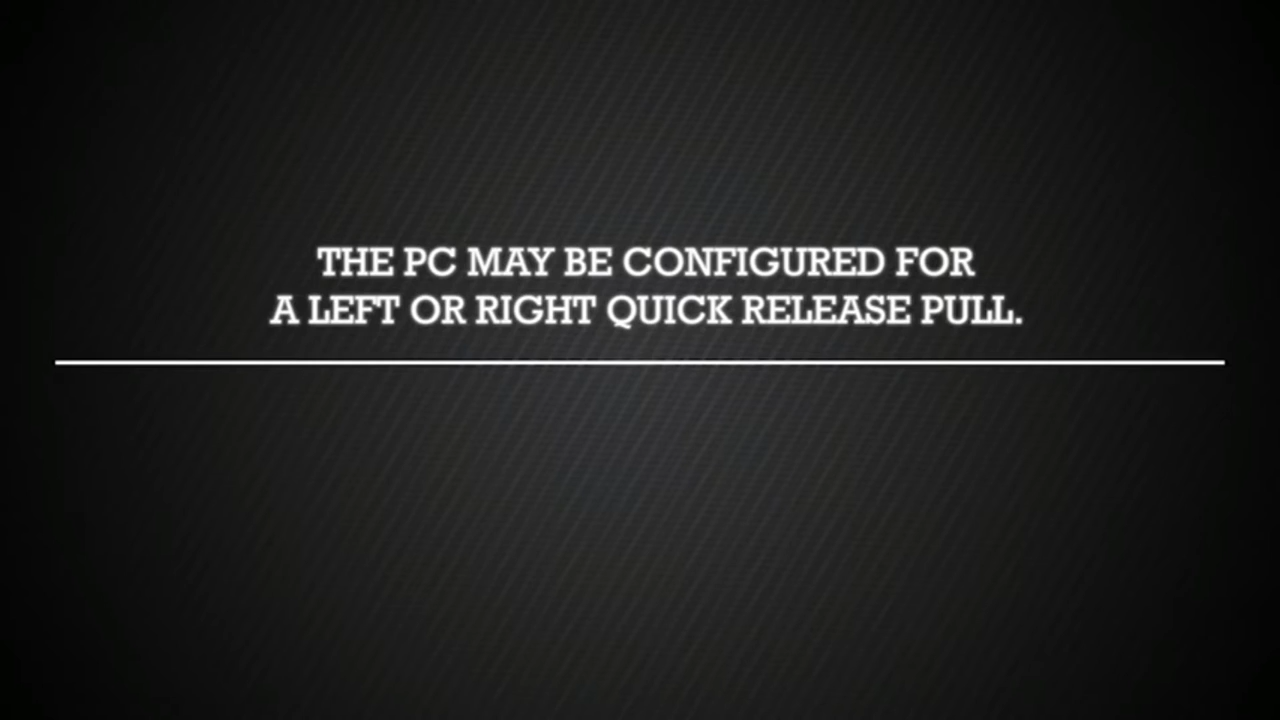 THE PC MAY BE CONFIGURED FOR
A LEFT OR RIGHT QUICK RELEASE PULL.